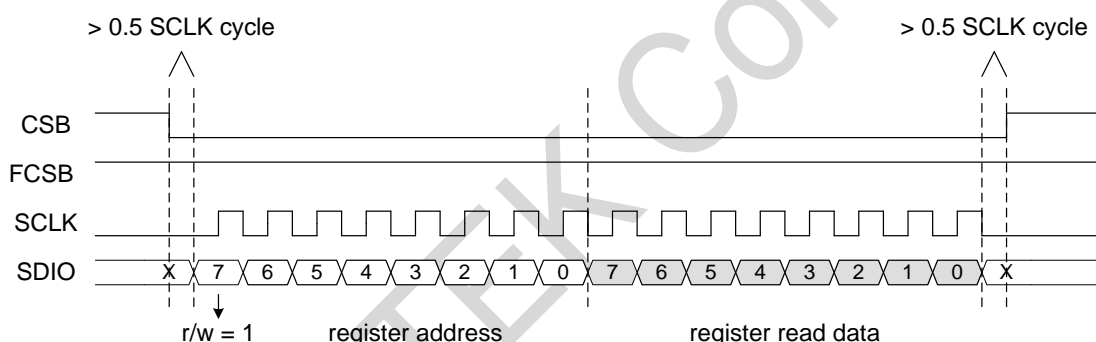 > 0.5 SCLK cycle > 0.5 SCLK cycle
CSB
FCSB
SCLK
SDIO X 7 6 5 4 3 2 1 0 7 6 5 4 3 2 1 0 X
r/w = 1 register address register read data